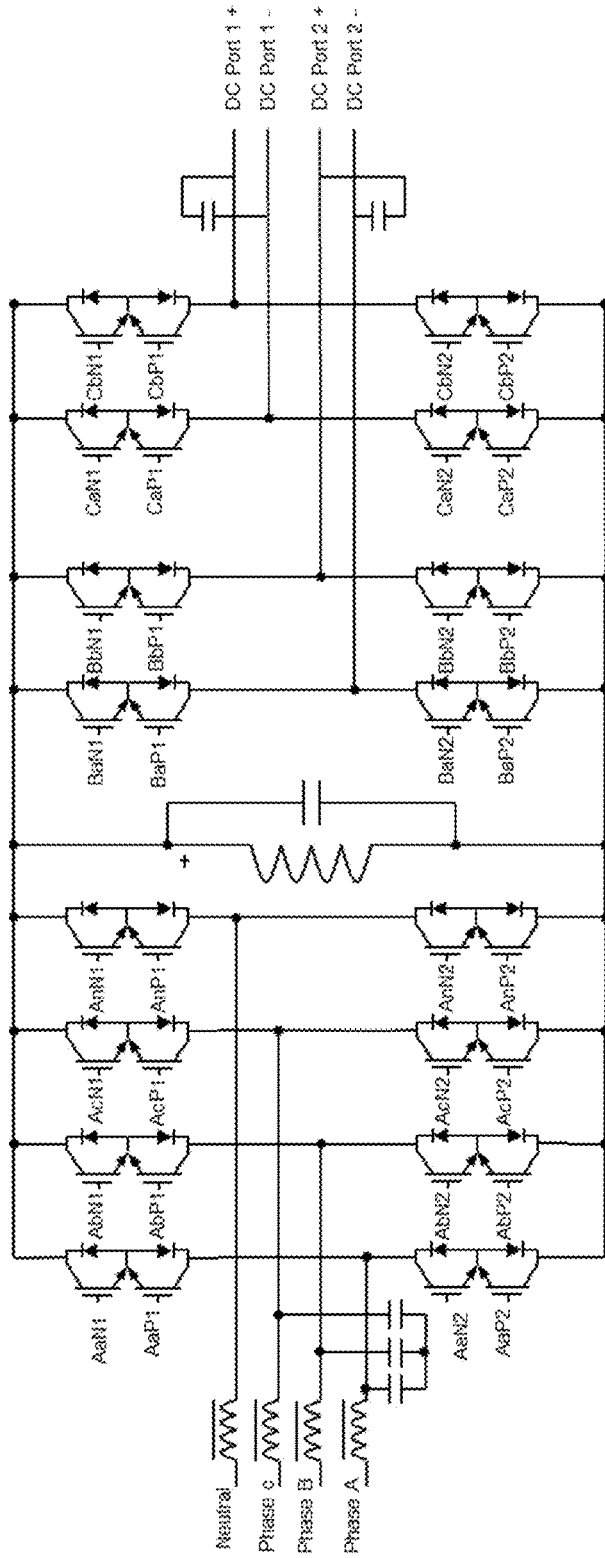 AaN1 AbN1 AcN1 AnN1 BaN1 BbN1 CaN1 CbN1
AaP1 AbP1 AcP1 AnP1 BaP1 BbP1 CaP1 CbP1
+
Neutral DC Port 1 +
Phase c DC Port 1 -
Phase B DC Port 2 +
Phase A DC Port 2 -
AaN2 AbN2 AcN2 AnN2 BaN2 BbN2 CaN2 CbN2
AaP2 AbP2 AcP2 AnP2 BaP2 BbP2 CaP2 CbP2